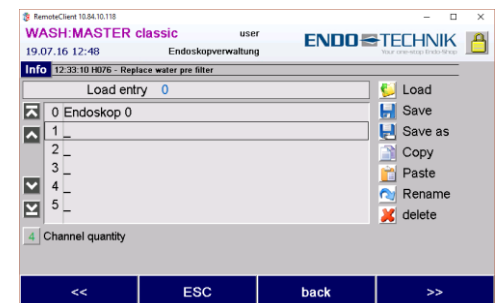 RemoteClient 10.84.10.118
WASH:MASTER classic user
ENDO TECHNIK
Your one-stop Endo-Shop
19.07.16 12:48 Endoskopverwaltung
Info 12:33:10 H076 - Replace water pre filter
Load entry 0
0 Endoskop 0
1 _
2 _
3 _
4 _
5 _
Load
Save
Save as
Copy
Paste
Rename
delete
4 Channel quantity
<< ESC back >>